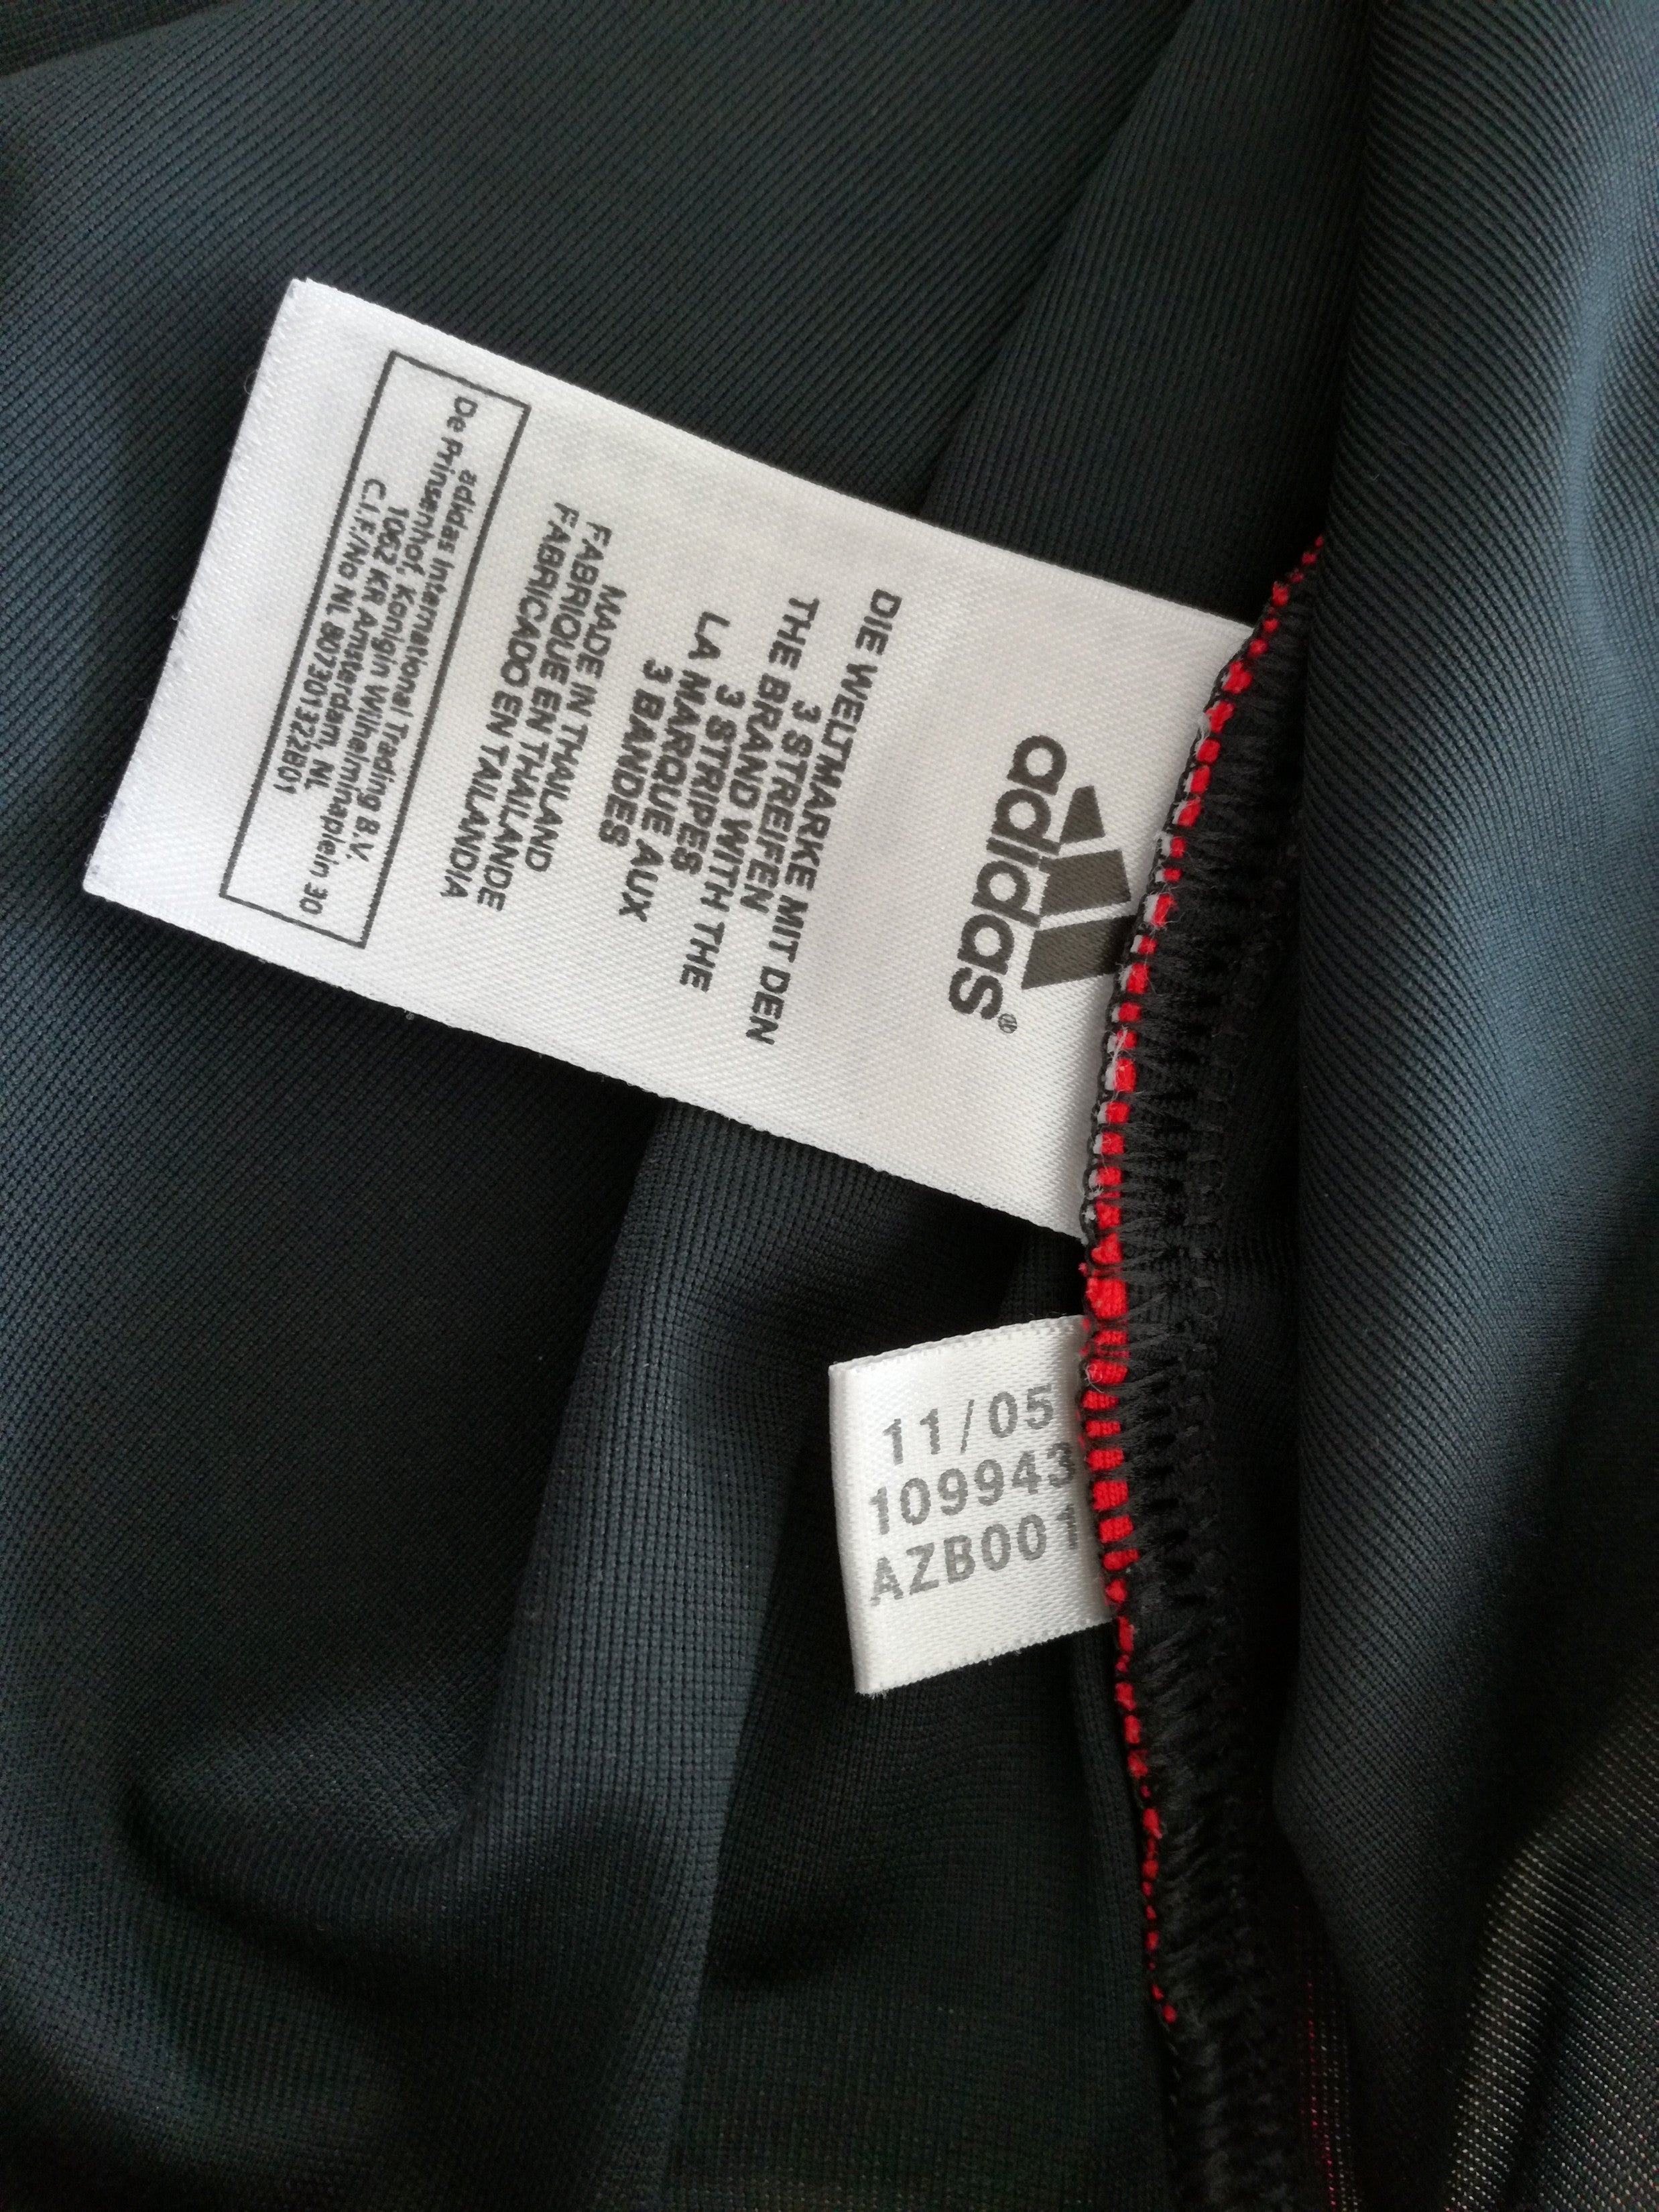 adidas®
DIE WELTMARKE MIT DEN
3 STREIFEN
THE BRAND WITH THE
3 STRIPES
LA MARQUE AUX
3 BANDES
MADE IN THAILAND
FABRIQUE EN THAILANDE
FABRICADO EN TAILANDIA
adidas International Trading B.V.
De Prinsenhof, Konigin Wilhelminaplein 30
1062 KR Amsterdam, NL
C.I.F./No NL 807301322B01
11/05
109943
AZB001